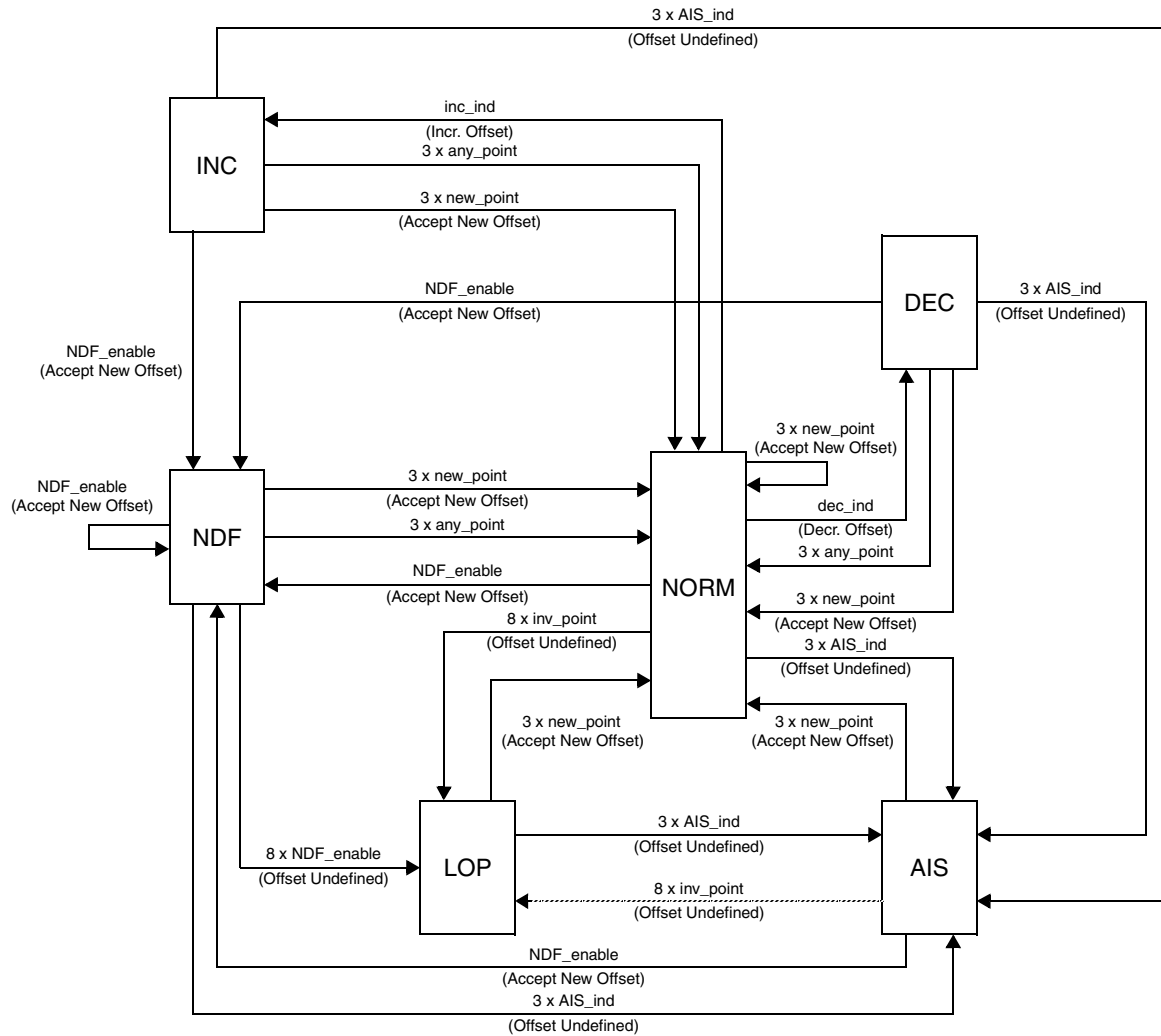 3 x AIS_ind
(Offset Undefined)
inc_ind
(Incr. Offset)
3 x any_point
INC
3 x new_point
(Accept New Offset)
DEC
3 x AIS_ind
(Offset Undefined)
NDF_enable
(Accept New Offset)
NDF_enable
(Accept New Offset)
3 x new_point
(Accept New Offset)
NDF_enable
(Accept New Offset)
3 x new_point
(Accept New Offset)
dec_ind
(Decr. Offset)
NDF
3 x any_point
3 x any_point
NDF_enable
(Accept New Offset)
NORM
3 x new_point
(Accept New Offset)
8 x inv_point
(Offset Undefined)
3 x AIS_ind
(Offset Undefined)
3 x new_point
(Accept New Offset)
3 x new_point
(Accept New Offset)
3 x AIS_ind
(Offset Undefined)
8 x NDF_enable
(Offset Undefined)
LOP
AIS
8 x inv_point
(Offset Undefined)
NDF_enable
(Accept New Offset)
3 x AIS_ind
(Offset Undefined)